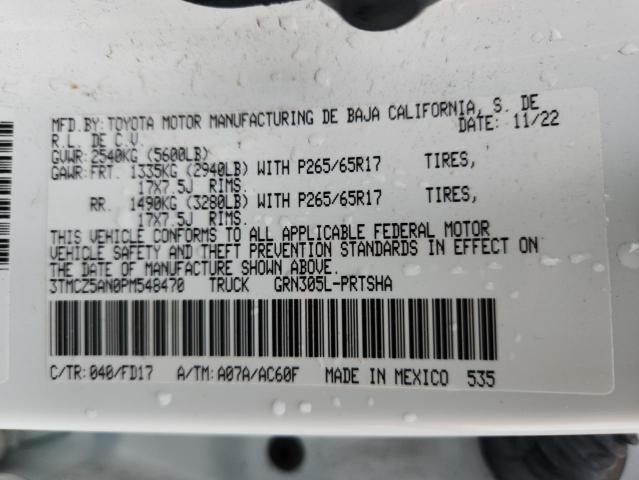 MFD.BY: TOYOTA MOTOR MANUFACTURING DE BAJA CALIFORNIA, S. DE
R.L. DE C.V. DATE: 11/22
GVWR: 2540KG (5600LB)
GAWR: FRT. 1335KG (2940LB) WITH P265/65R17 TIRES,
17X7.5J RIMS.
RR. 1490KG (3280LB) WITH P265/65R17 TIRES,
17X7.5J RIMS.
THIS VEHICLE CONFORMS TO ALL APPLICABLE FEDERAL MOTOR
VEHICLE SAFETY AND THEFT PREVENTION STANDARDS IN EFFECT ON
THE DATE OF MANUFACTURE SHOWN ABOVE.
3TMCZ5AN0PM548470 TRUCK GRN305L-PRTSHA
C/TR: 040/FD17 A/TM: A07A/AC60F MADE IN MEXICO 535